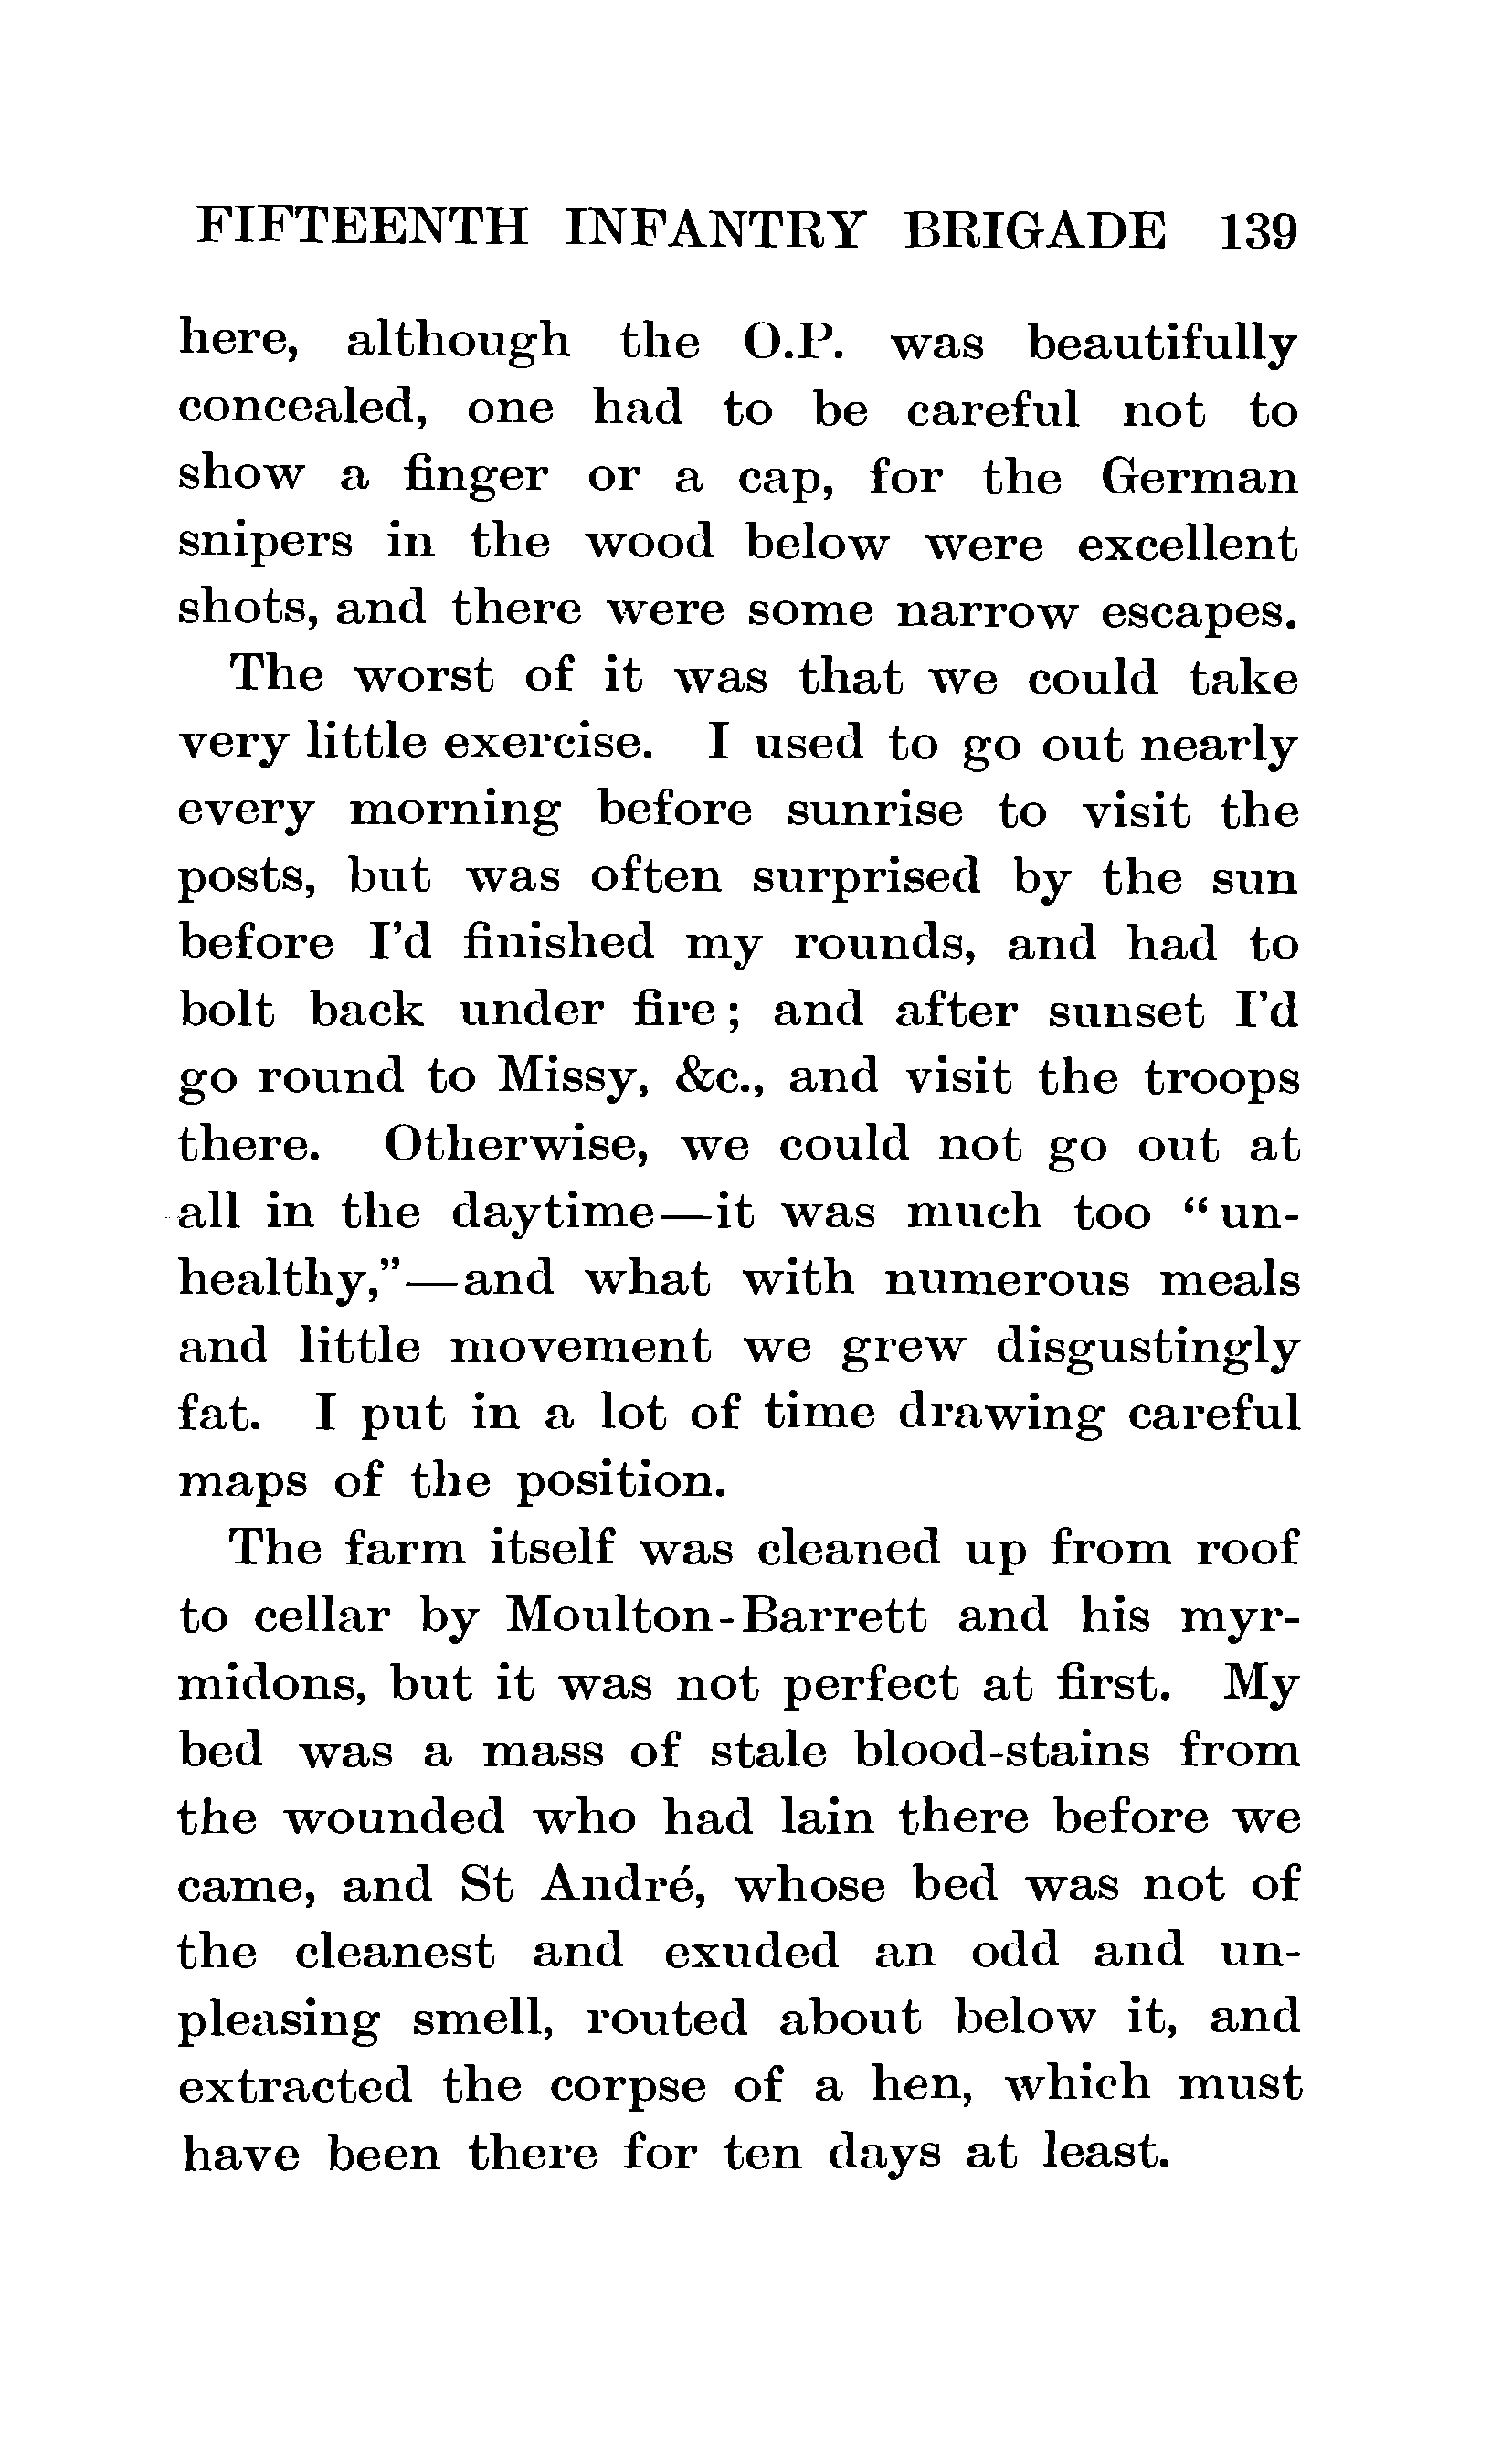 FIFTEENTH INFANTRY BRIGADE 139
here, although the O.P. was beautifully
concealed, one had to be careful not to
show a finger or a cap, for the German
snipers in the wood below were excellent
shots, and there were some narrow escapes.
The worst of it was that we could take
very little exercise. I used to go out nearly
every morning before sunrise to visit the
posts, but was often surprised by the sun
before I’d finished my rounds, and had to
bolt back under fire; and after sunset I’d
go round to Missy, &c., and visit the troops
there. Otherwise, we could not go out at
all in the daytime—it was much too “un-
healthy,”—and what with numerous meals
and little movement we grew disgustingly
fat. I put in a lot of time drawing careful
maps of the position.
The farm itself was cleaned up from roof
to cellar by Moulton-Barrett and his myr-
midons, but it was not perfect at first. My
bed was a mass of stale blood-stains from
the wounded who had lain there before we
came, and St André, whose bed was not of
the cleanest and exuded an odd and un-
pleasing smell, routed about below it, and
extracted the corpse of a hen, which must
have been there for ten days at least.